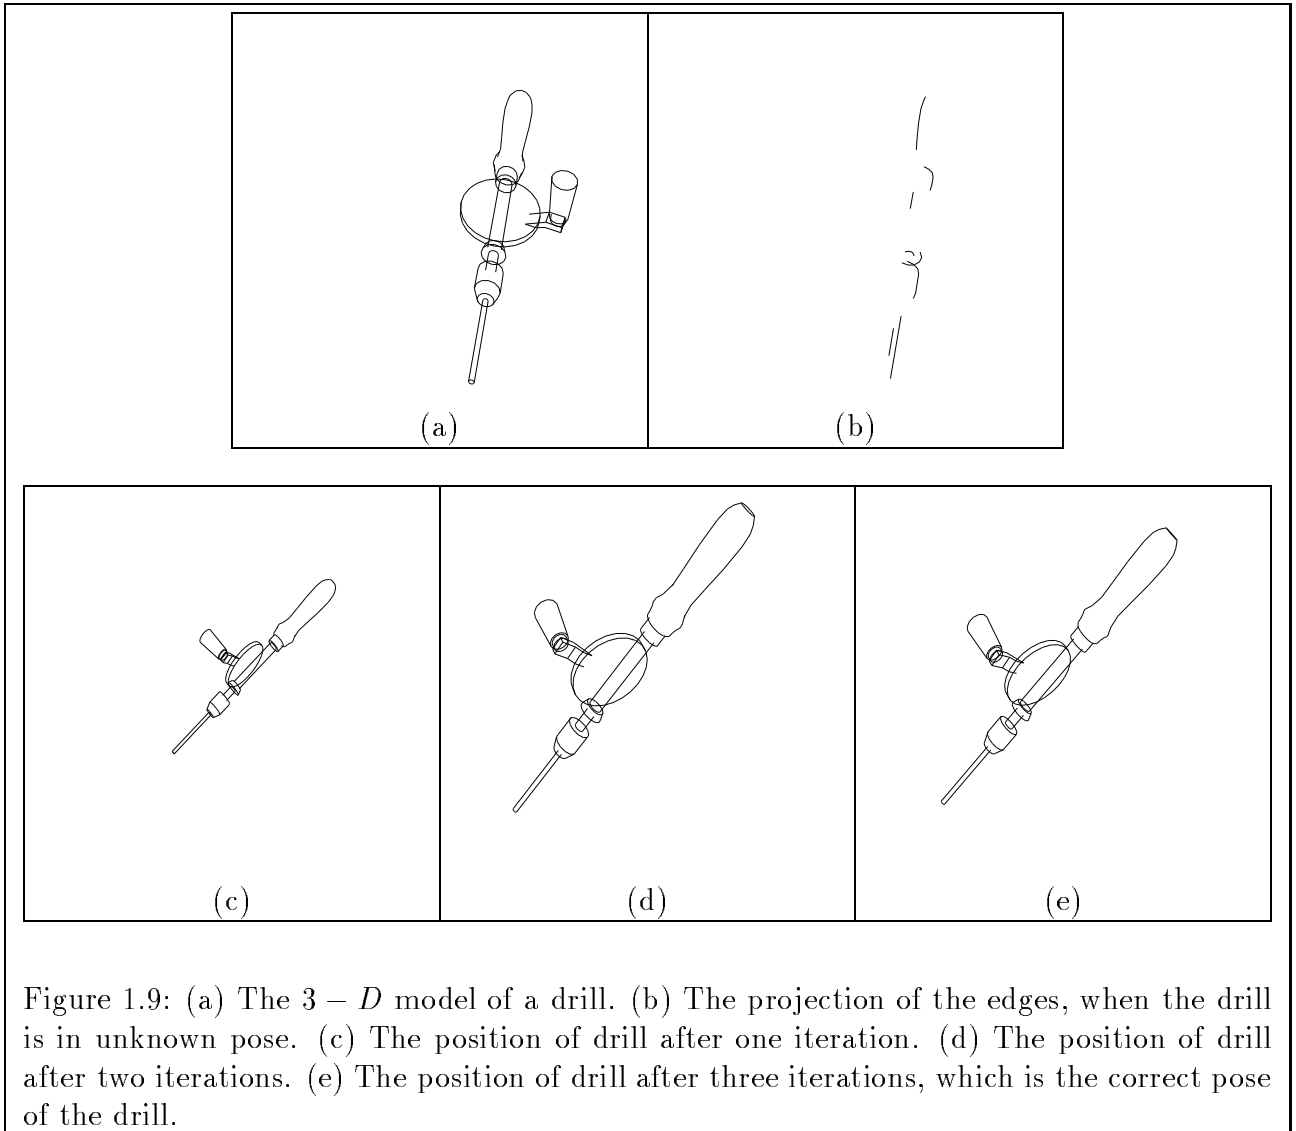 (a)
(b)
(c)
(d)
(e)
Figure 1.9: (a) The 3 − D model of a drill. (b) The projection of the edges, when the drill
is in unknown pose. (c) The position of drill after one iteration. (d) The position of drill
after two iterations. (e) The position of drill after three iterations, which is the correct pose
of the drill.